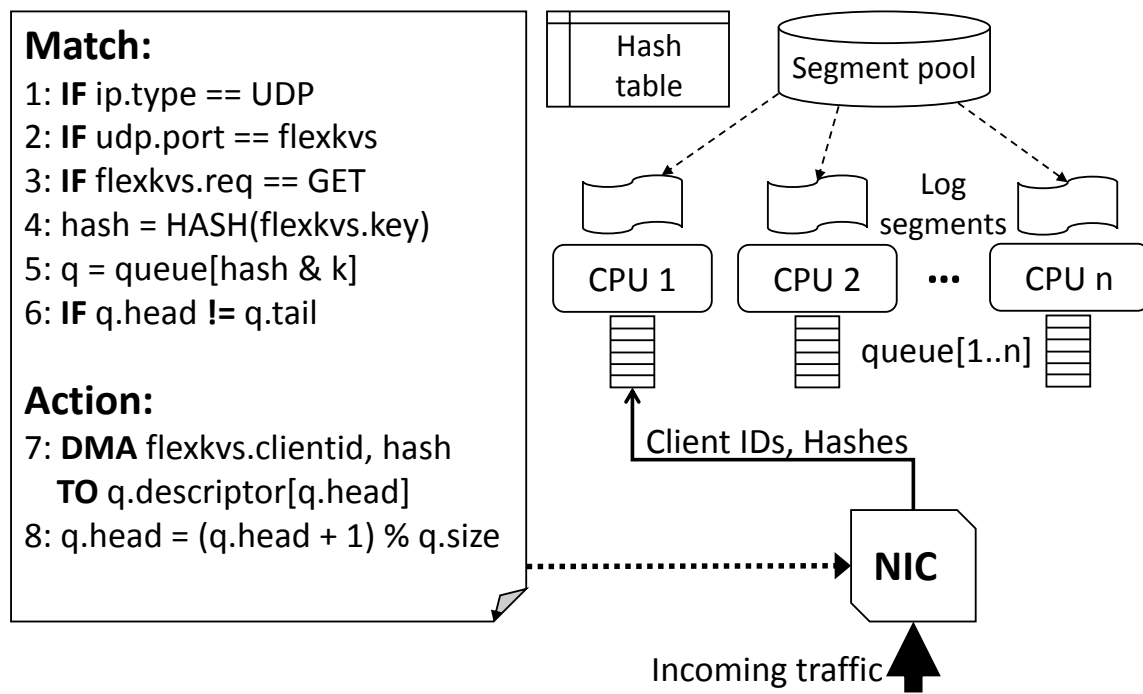 Match:
1: IF ip.type == UDP
2: IF udp.port == flexkvs
3: IF flexkvs.req == GET
4: hash = HASH(flexkvs.key)
5: q = queue[hash & k]
6: IF q.head != q.tail
Action:
7: DMA flexkvs.clientid, hash
TO q.descriptor[q.head]
8: q.head = (q.head + 1) % q.size
Hash
table
Segment pool
Log
segments
CPU 1
CPU 2
...
CPU n
queue[1..n]
Client IDs, Hashes
NIC
Incoming traffic